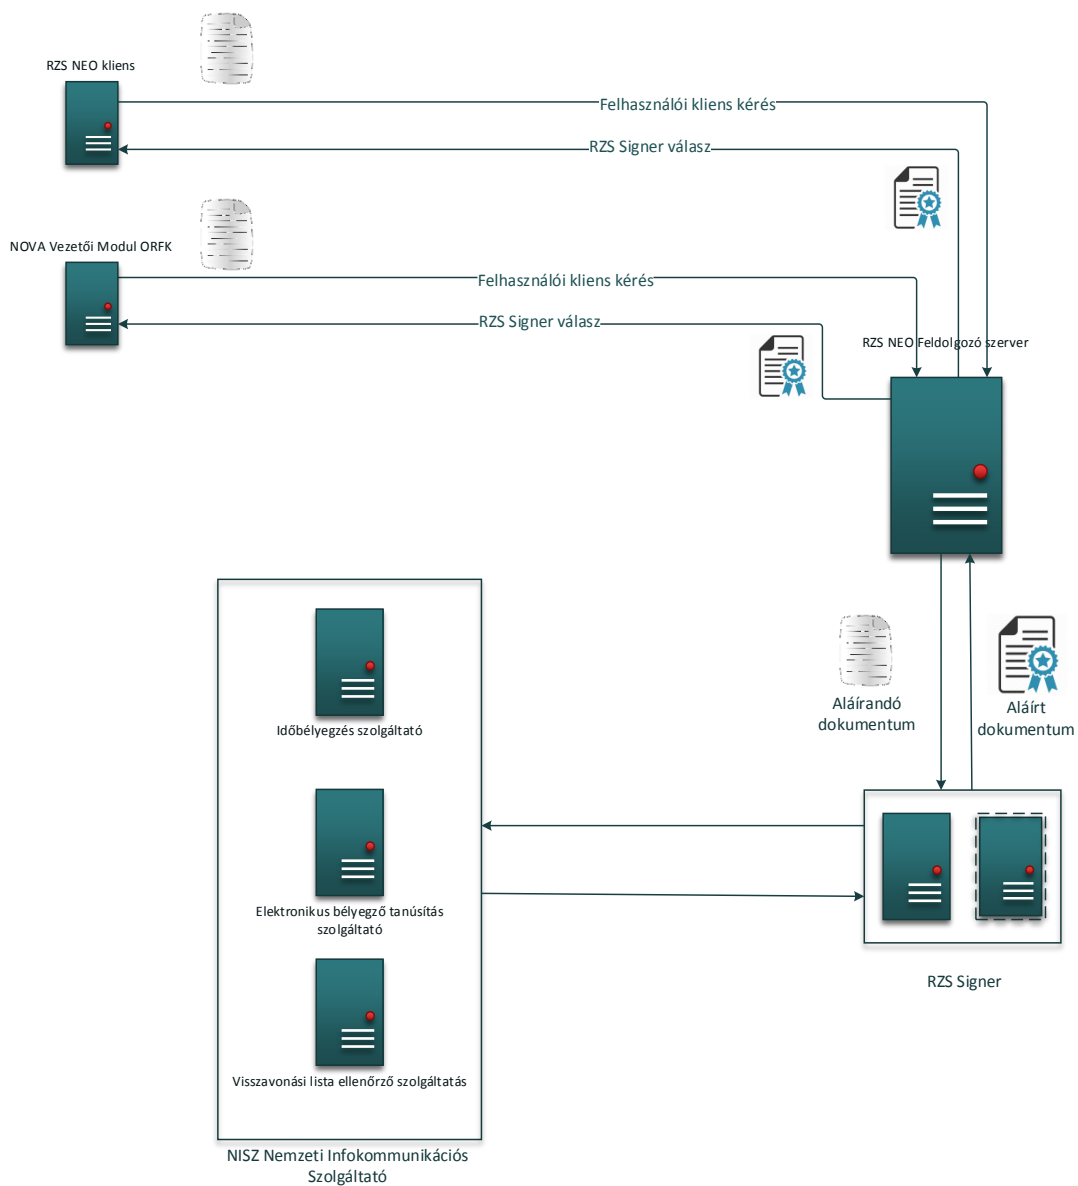 RZS NEO kliens
Felhasználói kliens kérés
RZS Signer válasz
NOVA Vezetői Modul ORFK
Felhasználói kliens kérés
RZS Signer válasz
RZS NEO Feldolgozó szerver
Aláírandó
dokumentum
Aláírt
dokumentum
Időbélyegzés szolgáltató
Elektronikus bélyegző tanúsítás
szolgáltató
Visszavonási lista ellenőrző szolgáltatás
RZS Signer
NISZ Nemzeti Infokommunikációs
Szolgáltató